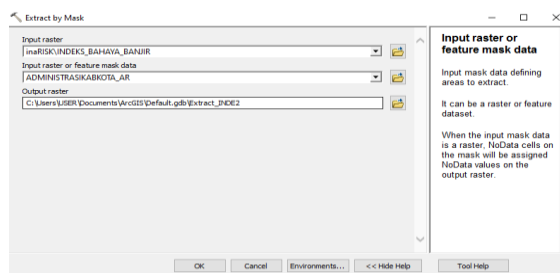 Extract by Mask
Input raster
inaRISK\INDEKS_BAHAYA_BANJIR
Input raster or feature mask data
ADMINISTRASIKABKOTA_AR
Output raster
C:\Users\USER\Documents\ArcGIS\Default.gdb\Extract_INDE2
OK
Cancel
Environments...
<< Hide Help
Input raster or
feature mask data
Input mask data defining
areas to extract.
It can be a raster or feature
dataset.
When the input mask data
is a raster, NoData cells on
the mask will be assigned
NoData values on the
output raster.
Tool Help